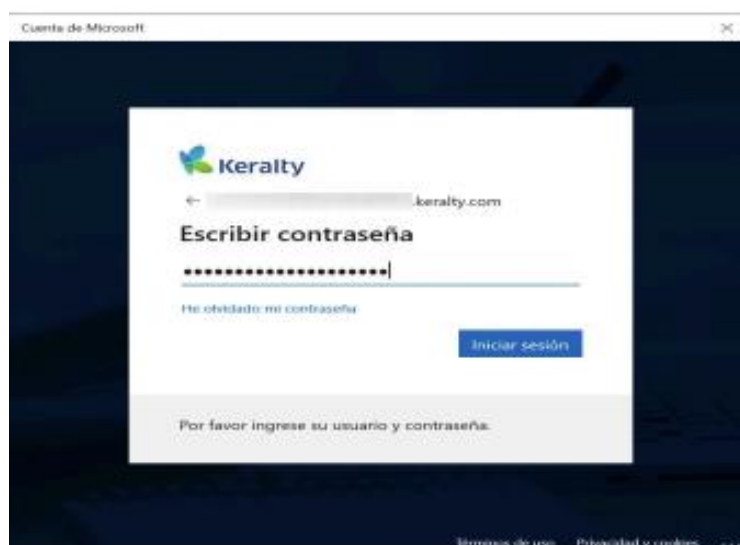 Cuenta de Microsoft
Keralty
.keralty.com
Escribir contraseña
He olvidado mi contraseña
Iniciar sesión
Por favor ingrese su usuario y contraseña.
Términos de uso Privacidad y cookies ...